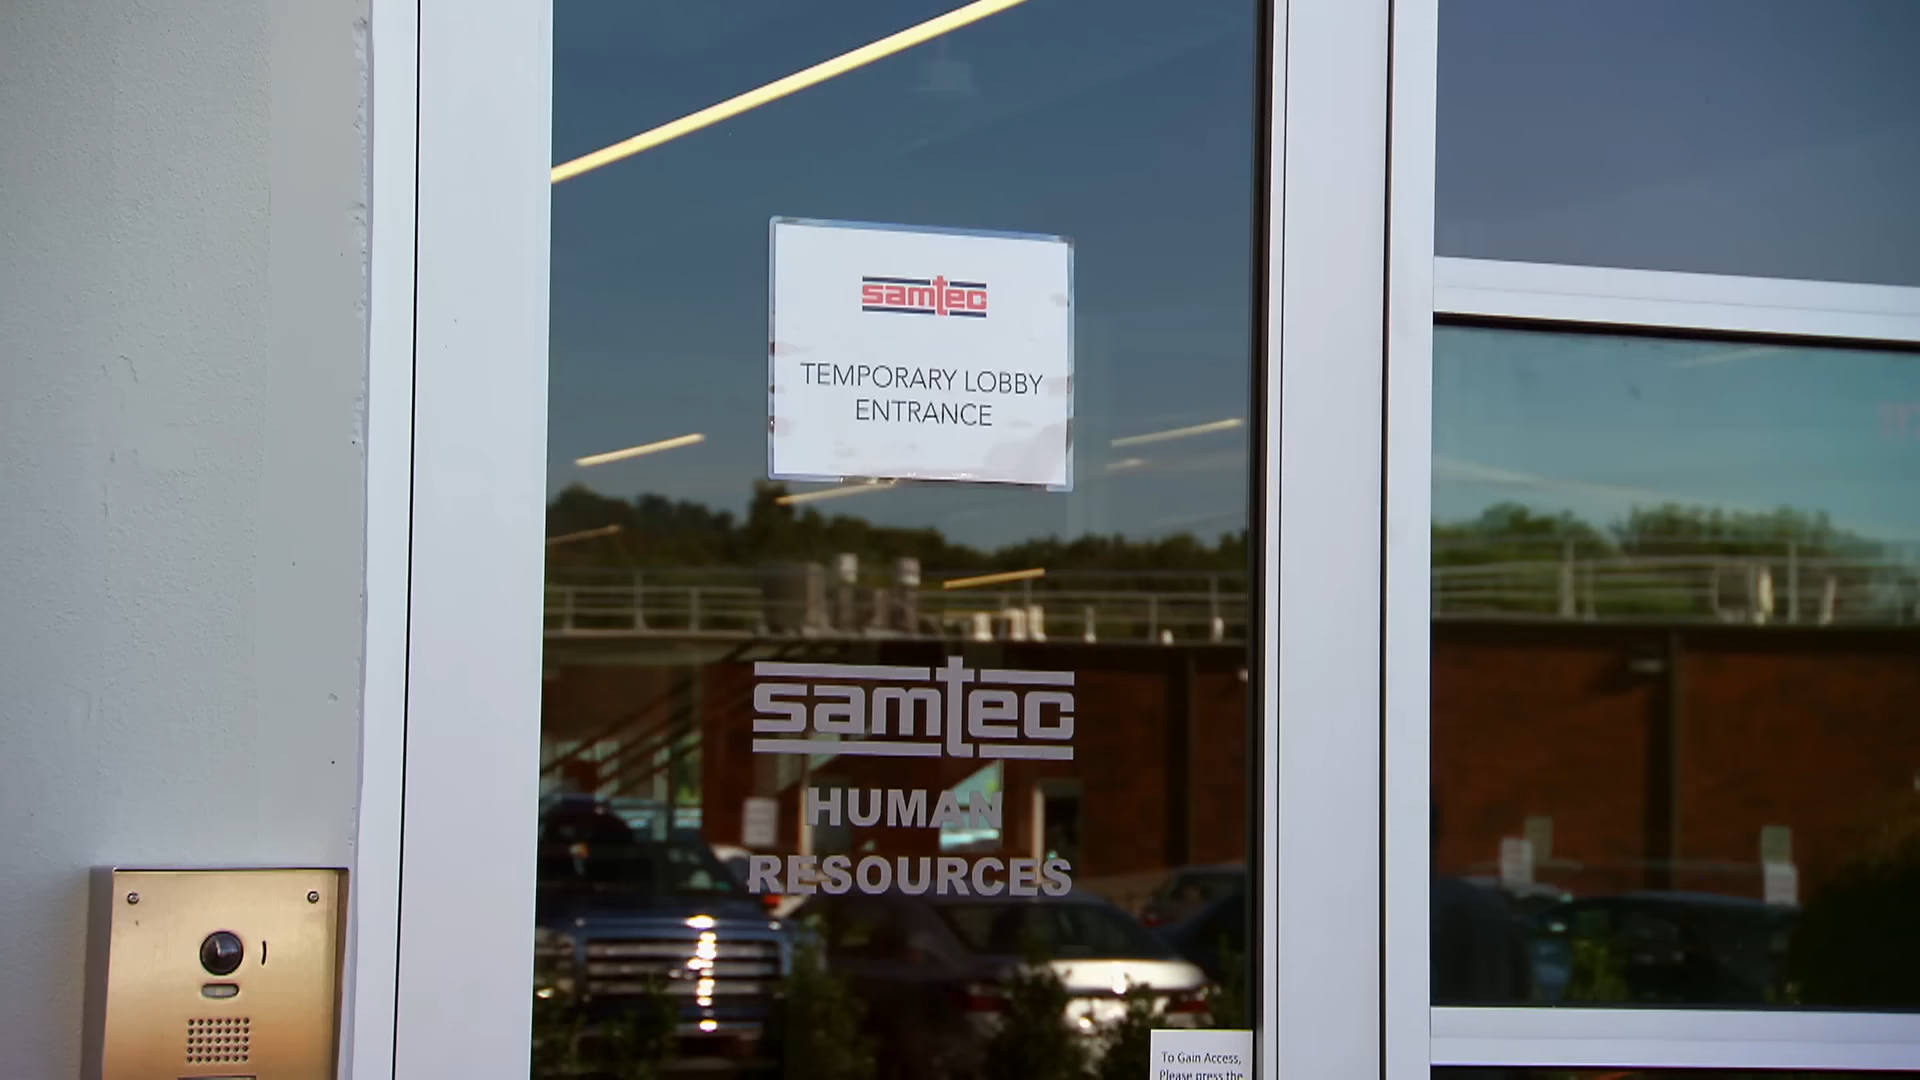 samtec
TEMPORARY LOBBY
ENTRANCE
samtec
HUMAN
RESOURCES
To Gain Access,
Please press the